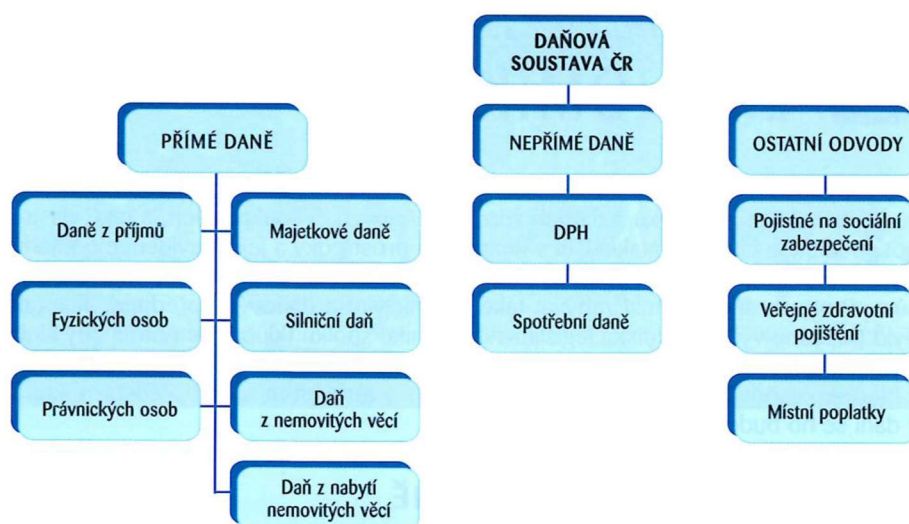 DAŇOVÁ
SOUSTAVA ČR
PŘÍMÉ DANĚ
Daně z příjmů
Majetkové daně
Fyzických osob
Silniční daň
Právnických osob
Daň
z nemovitých věcí
Daň z nabytí
nemovitých věcí
NEPŘÍMÉ DANĚ
DPH
Spotřební daně
OSTATNÍ ODVODY
Pojistné na sociální
zabezpečení
Veřejné zdravotní
pojištění
Místní poplatky